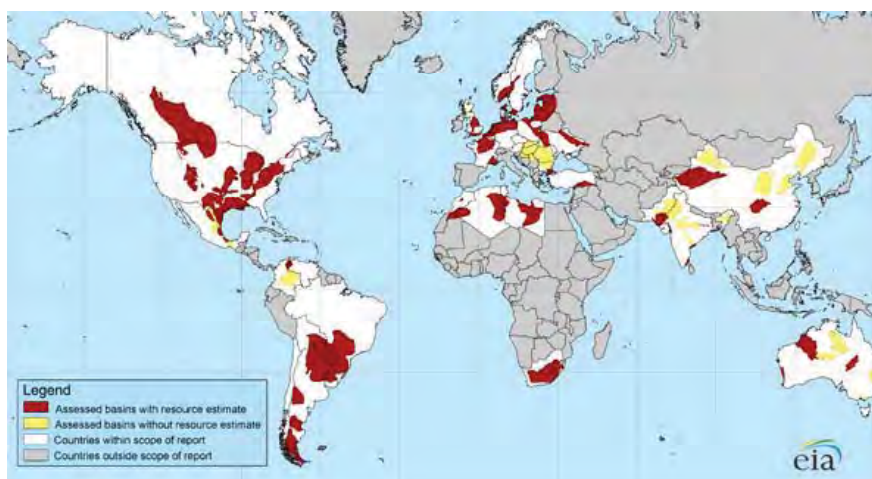 Legend
Assessed basins with resource estimate
Assessed basins without resource estimate
Countries within scope of report
Countries outside scope of report
eia